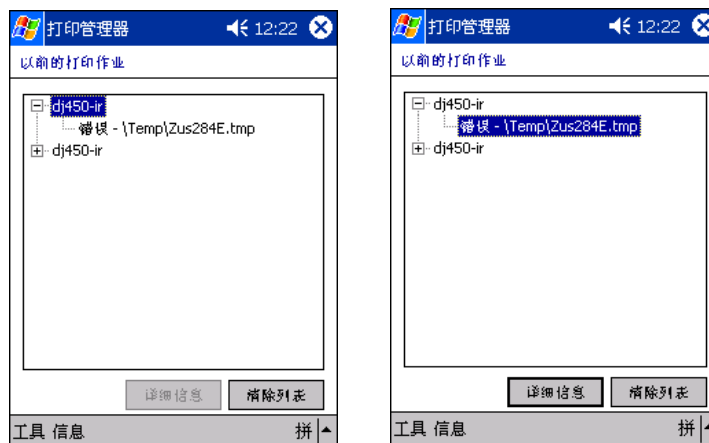 打印管理器 12:22
以前的打印作业
dj450-ir
错误 - \Temp\Zus284E.tmp
dj450-ir
详细信息 清除列表
工具 信息 拼
打印管理器 12:22
以前的打印作业
dj450-ir
错误 - \Temp\Zus284E.tmp
dj450-ir
详细信息 清除列表
工具 信息 拼